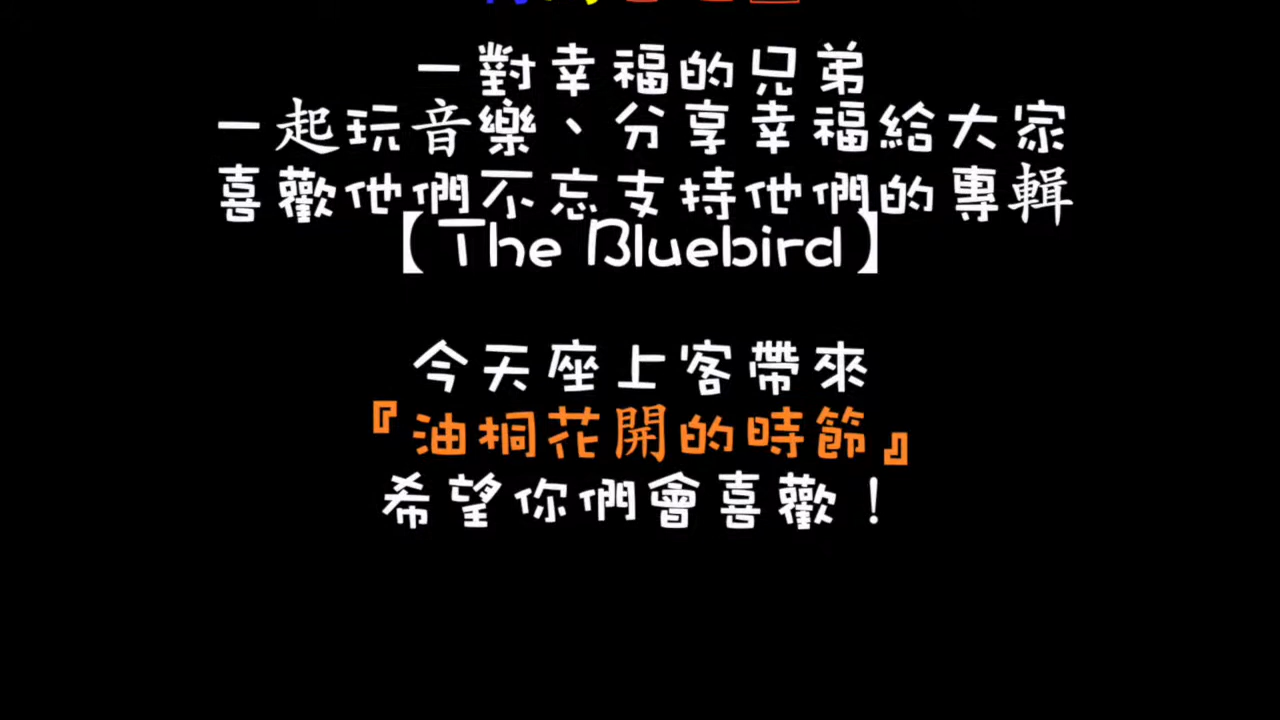 一對幸福的兄弟
一起玩音樂、分享幸福給大家
喜歡他們不忘支持他們的專輯
【The Bluebird】
今天座上客帶來
『油桐花開的時節』
希望你們會喜歡！